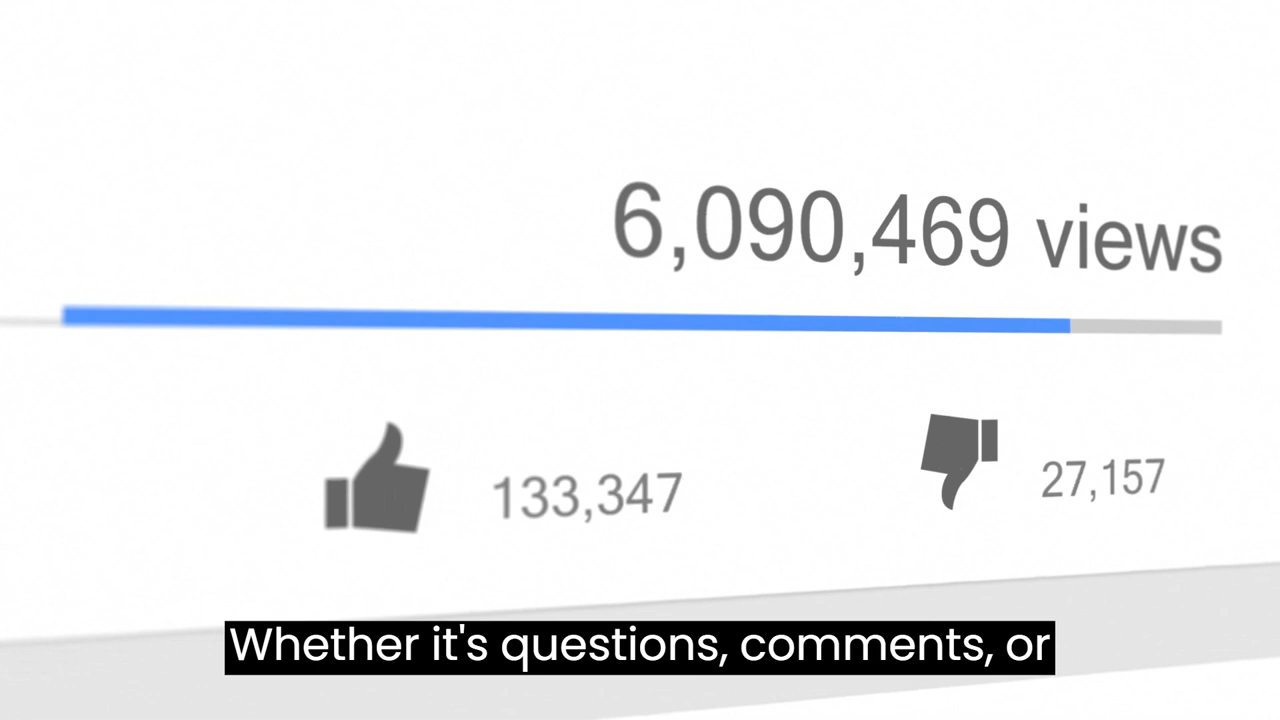 6,090,469 views
133,347 27,157
Whether it's questions, comments, or